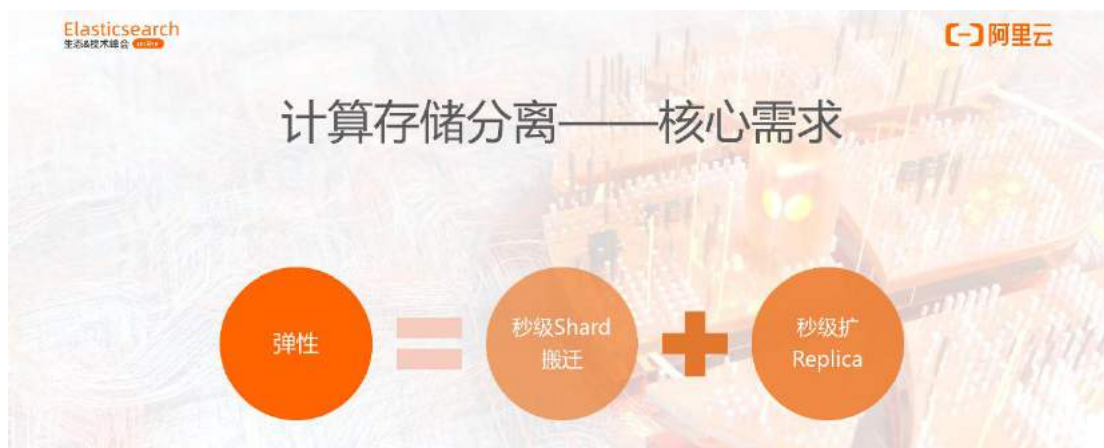 Elasticsearch
生态&技术峰会
阿里云
计算存储分离——核心需求
弹性
秒级Shard
搬迁
秒级扩
Replica